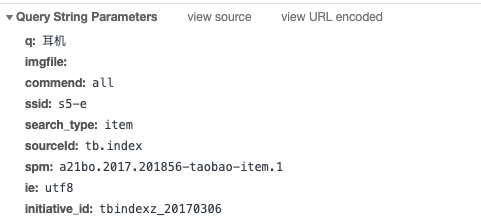 ▼Query String Parameters view source view URL encoded
q: 耳机
imgfile:
commend: all
ssid: s5-e
search_type: item
sourceId: tb.index
spm: a21bo.2017.201856-taobao-item.1
ie: utf8
initiative_id: tbindexz_20170306